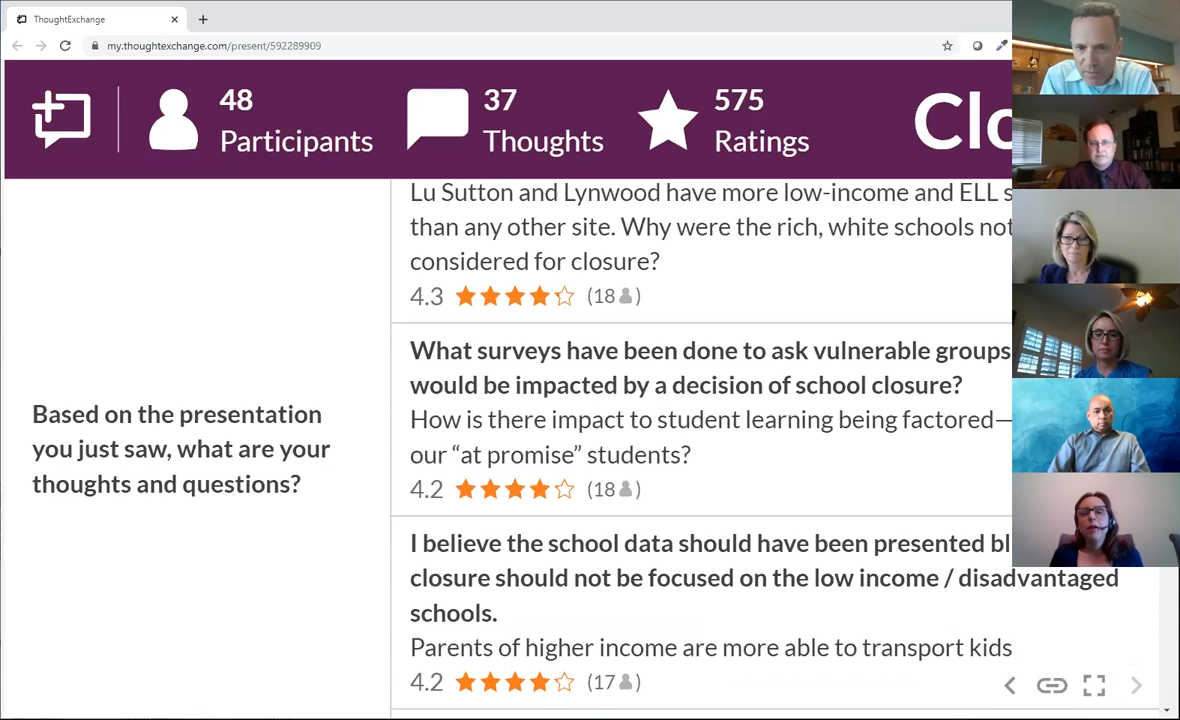 ThoughtExchange
my.thoughtexchange.com/present/592289909
48
Participants
37
Thoughts
575
Ratings
Clo
Lu Sutton and Lynwood have more low-income and ELL s
than any other site. Why were the rich, white schools not
considered for closure?
4.3 (18)
What surveys have been done to ask vulnerable groups
would be impacted by a decision of school closure?
How is there impact to student learning being factored—
our “at promise” students?
4.2 (18)
I believe the school data should have been presented bl
closure should not be focused on the low income / disadvantaged
schools.
Parents of higher income are more able to transport kids
4.2 (17)
Based on the presentation
you just saw, what are your
thoughts and questions?